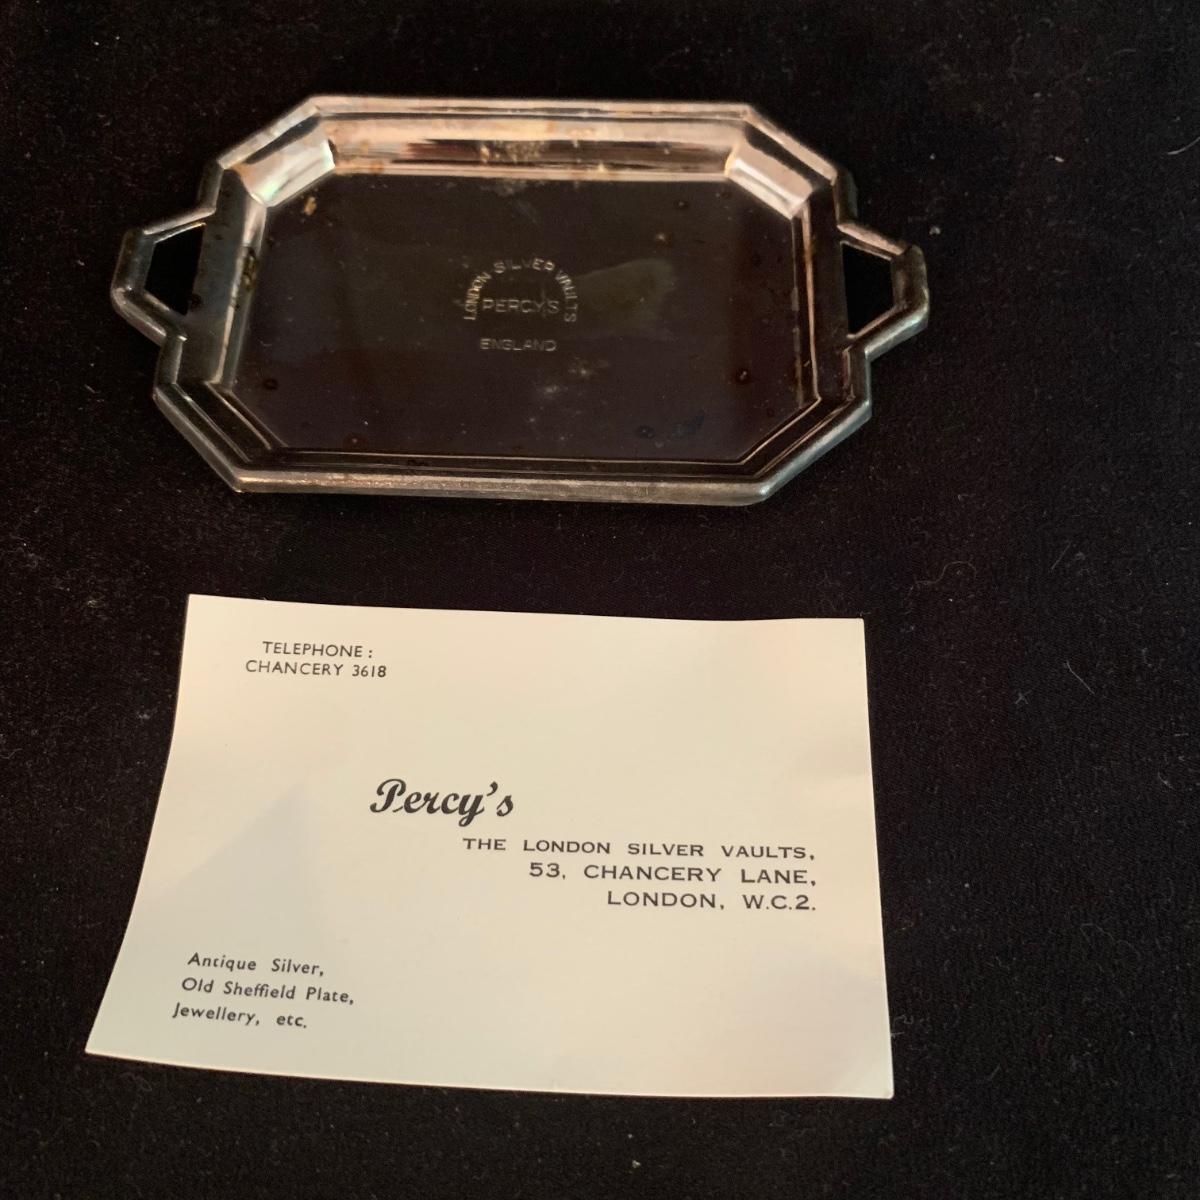 LONDON SILVER VAULTS
PERCY'S
ENGLAND
TELEPHONE:
CHANCERY 3618
Percy's
THE LONDON SILVER VAULTS,
53, CHANCERY LANE,
LONDON, W.C.2.
Antique Silver,
Old Sheffield Plate,
Jewellery, etc.